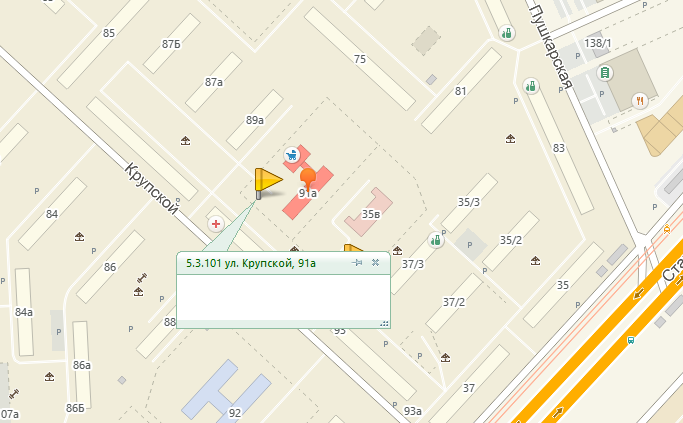 85
87Б
75
Пушкарская
138/1
P
87а
81
P
89а
P
83
Крупской
91а
84
35в
35/3
35/2
P
P
86
37/3
Ста
5.3.101 ул. Крупской, 91а
35
84а
P
88
93
37/2
P
P
86а
P
37
07а
86Б
92
93а
P